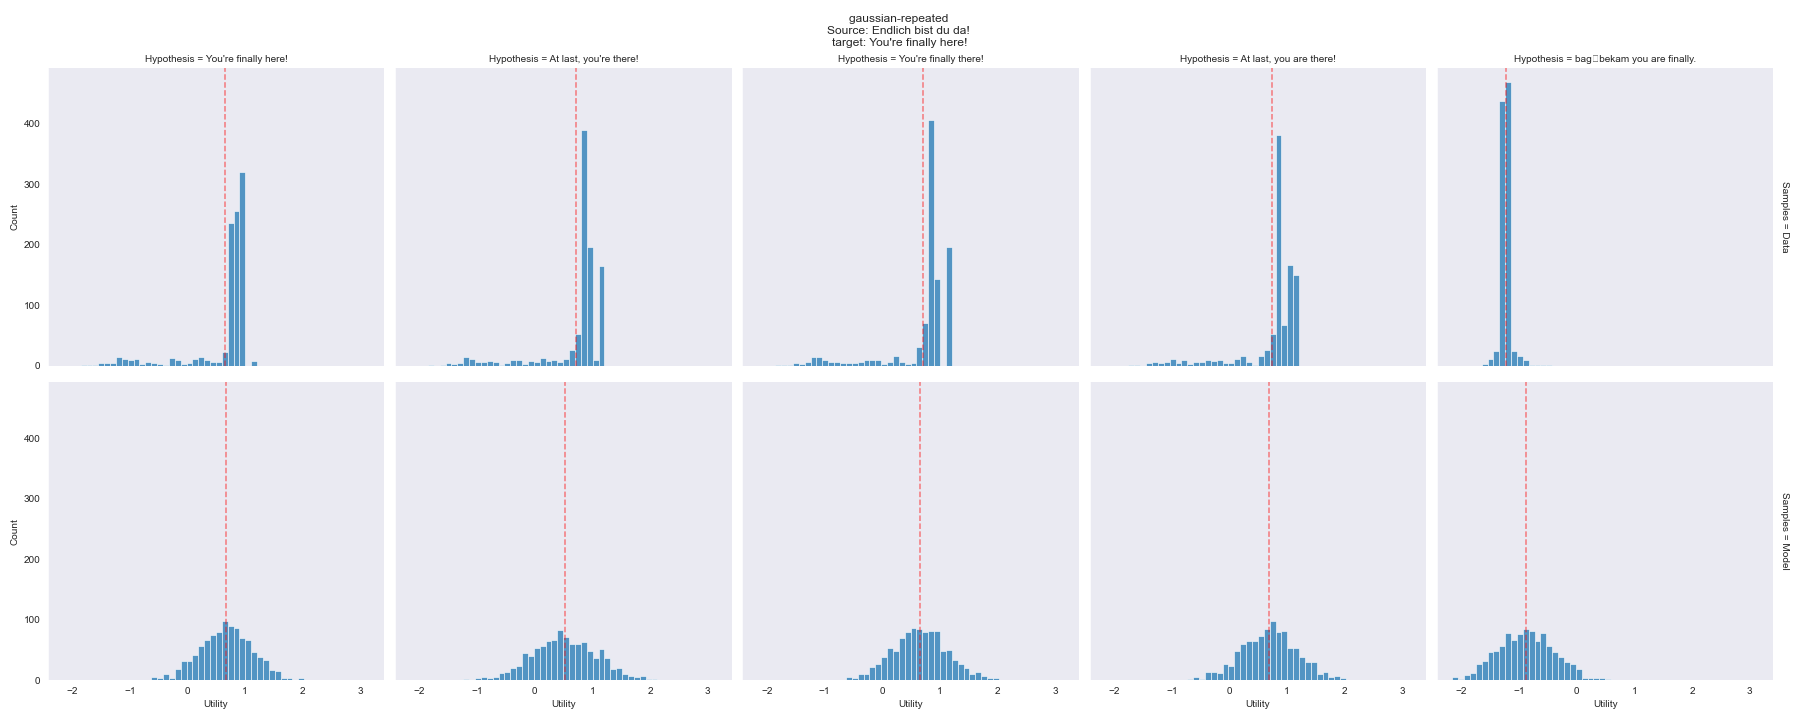 gaussian-repeated
Source: Endlich bist du da!
target: You're finally here!
Hypothesis = You're finally here!
Hypothesis = At last, you're there!
Hypothesis = You're finally there!
Hypothesis = At last, you are there!
Hypothesis = bag▯bekam you are finally.
400
300
200
100
0
Count
Samples = Data
400
300
200
100
0
Count
Samples = Model
−2 −1 0 1 2 3
−2 −1 0 1 2 3
−2 −1 0 1 2 3
−2 −1 0 1 2 3
−2 −1 0 1 2 3
Utility
Utility
Utility
Utility
Utility